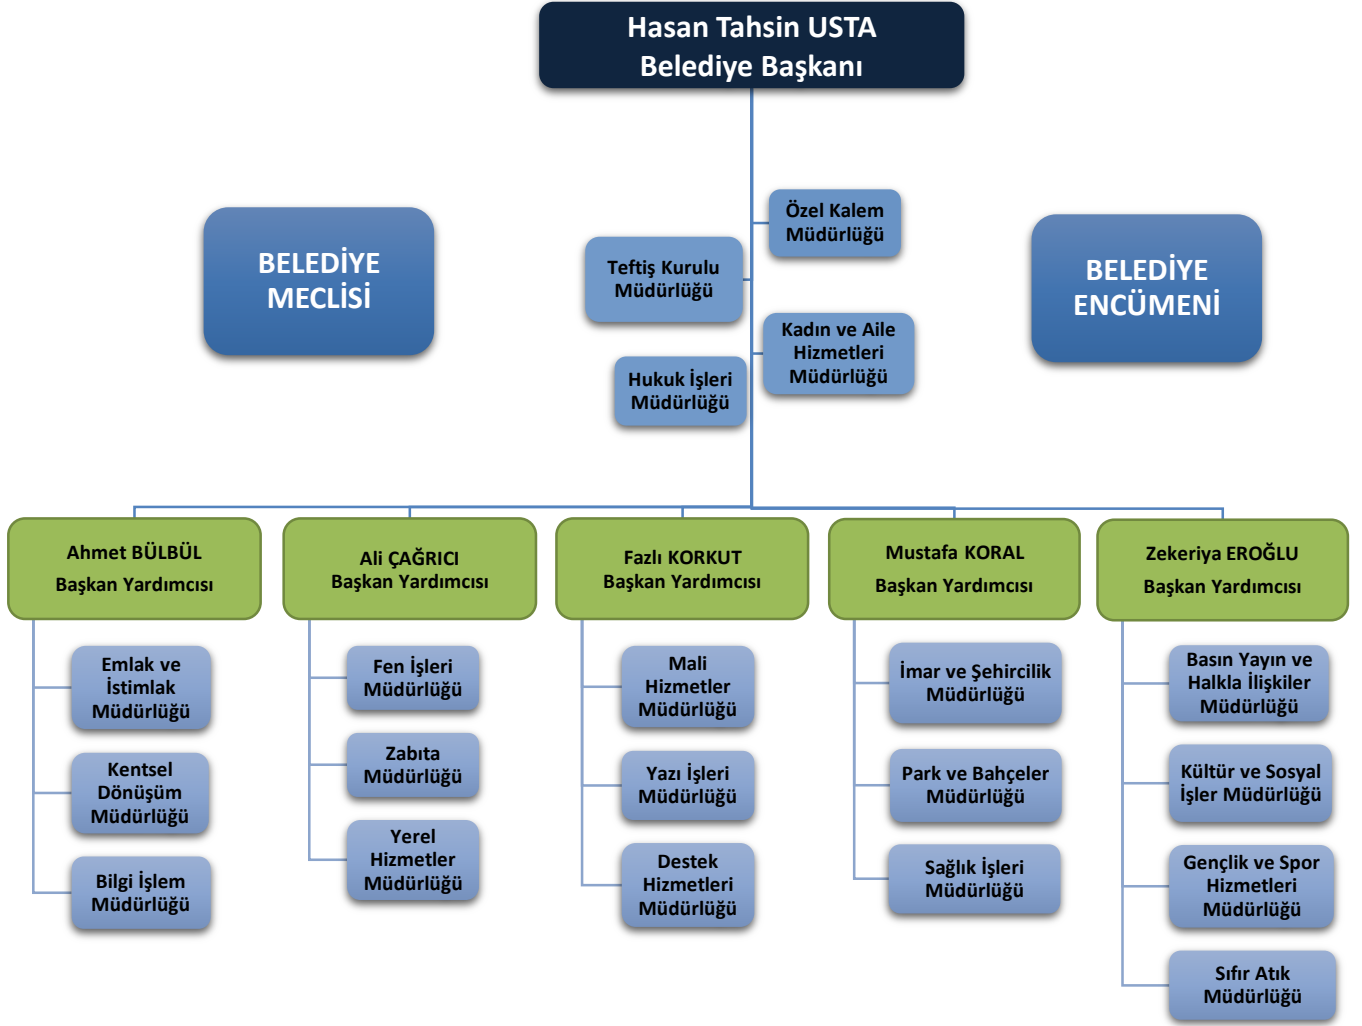 Hasan Tahsin USTA
Belediye Başkanı
BELEDİYE
MECLİSİ
Özel Kalem
Müdürlüğü
Teftiş Kurulu
Müdürlüğü
Kadın ve Aile
Hizmetleri
Müdürlüğü
Hukuk İşleri
Müdürlüğü
BELEDİYE
ENCÜMENİ
Ahmet BÜLBÜL
Başkan Yardımcısı
Emlak ve
İstimlak
Müdürlüğü
Kentsel
Dönüşüm
Müdürlüğü
Bilgi İşlem
Müdürlüğü
Ali ÇAĞRICI
Başkan Yardımcısı
Fen İşleri
Müdürlüğü
Zabıta
Müdürlüğü
Yerel
Hizmetler
Müdürlüğü
Fazlı KORKUT
Başkan Yardımcısı
Mali
Hizmetler
Müdürlüğü
Yazı İşleri
Müdürlüğü
Destek
Hizmetleri
Müdürlüğü
Mustafa KORAL
Başkan Yardımcısı
İmar ve Şehircilik
Müdürlüğü
Park ve Bahçeler
Müdürlüğü
Sağlık İşleri
Müdürlüğü
Zekeriya EROĞLU
Başkan Yardımcısı
Basın Yayın ve
Halkla İlişkiler
Müdürlüğü
Kültür ve Sosyal
İşler Müdürlüğü
Gençlik ve Spor
Hizmetleri
Müdürlüğü
Sıfır Atık
Müdürlüğü